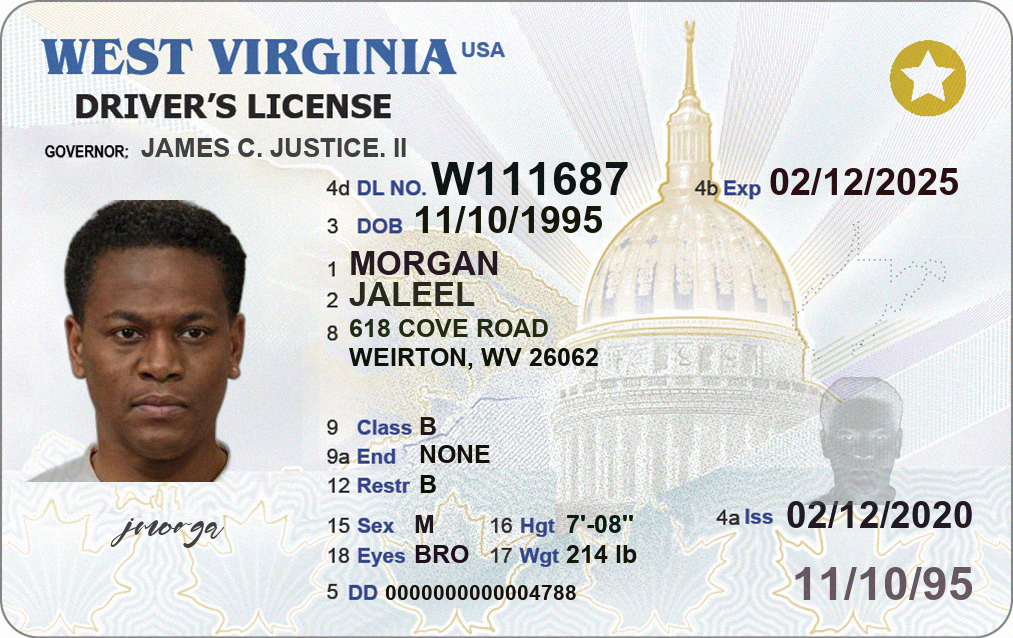 WEST VIRGINIA USA
DRIVER'S LICENSE
GOVERNOR: JAMES C. JUSTICE. II
4d DL NO. W111687 4b Exp 02/12/2025
3 DOB 11/10/1995
1 MORGAN
2 JALEEL
8 618 COVE ROAD
WEIRTON, WV 26062
9 Class B
9a End NONE
12 Restr B
15 Sex M 16 Hgt 7'-08" 4a Iss 02/12/2020
jmorga
18 Eyes BRO 17 Wgt 214 lb
5 DD 0000000000004788
11/10/95